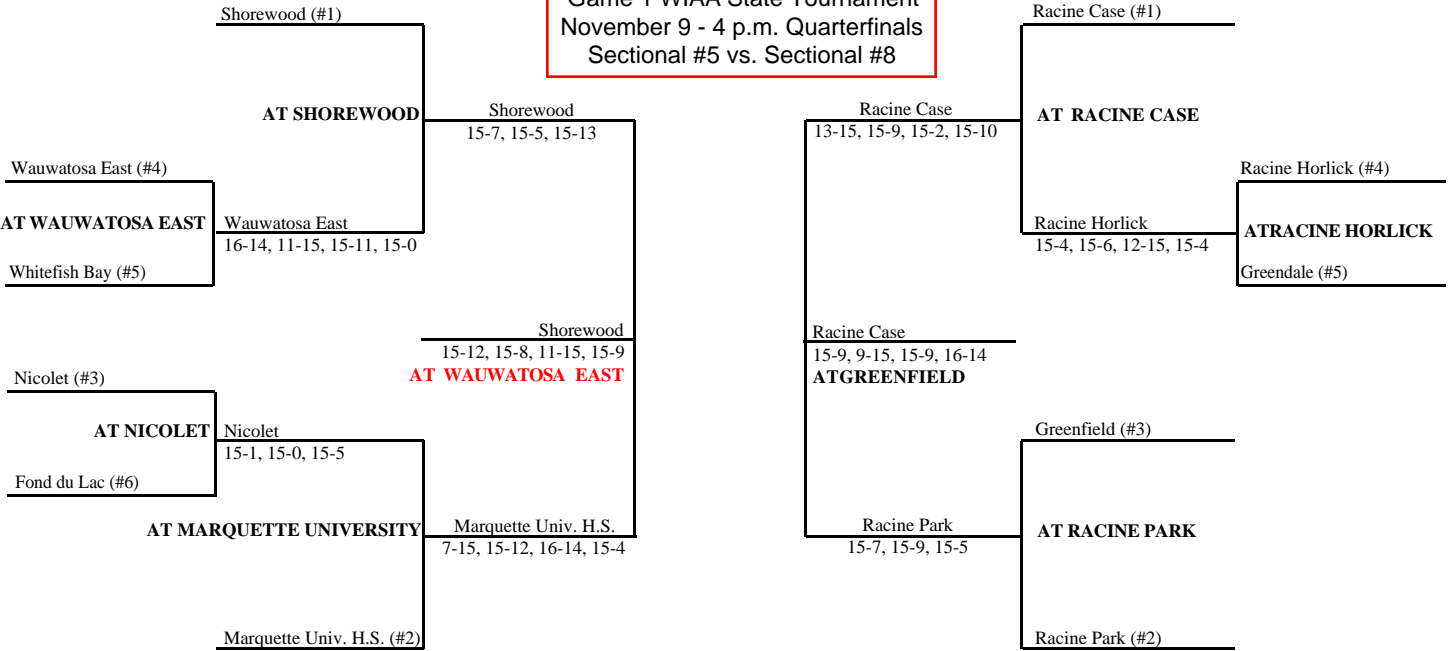 Game 1 WIAA State Tournament
November 9 - 4 p.m. Quarterfinals
Sectional #5 vs. Sectional #8
Shorewood (#1)
AT SHOREWOOD
Shorewood
15-7, 15-5, 15-13
Wauwatosa East (#4)
AT WAUWATOSA EAST
Wauwatosa East
16-14, 11-15, 15-11, 15-0
Whitefish Bay (#5)
Shorewood
15-12, 15-8, 11-15, 15-9
AT WAUWATOSA EAST
Nicolet (#3)
AT NICOLET
Nicolet
15-1, 15-0, 15-5
Fond du Lac (#6)
AT MARQUETTE UNIVERSITY
Marquette Univ. H.S.
7-15, 15-12, 16-14, 15-4
Marquette Univ. H.S. (#2)
Racine Case (#1)
Racine Case
13-15, 15-9, 15-2, 15-10
AT RACINE CASE
Racine Horlick (#4)
Racine Horlick
15-4, 15-6, 12-15, 15-4
ATRACINE HORLICK
Greendale (#5)
Racine Case
15-9, 9-15, 15-9, 16-14
ATGREENFIELD
Greenfield (#3)
Racine Park
15-7, 15-9, 15-5
AT RACINE PARK
Racine Park (#2)